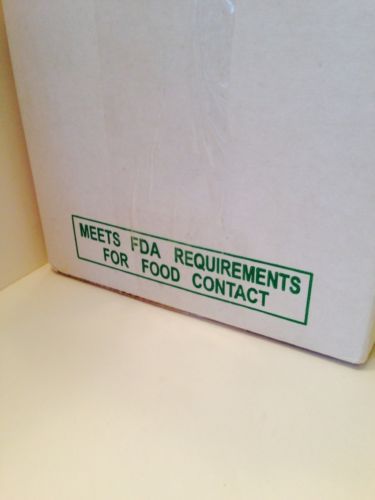 MEETS FDA REQUIREMENTS
FOR FOOD CONTACT